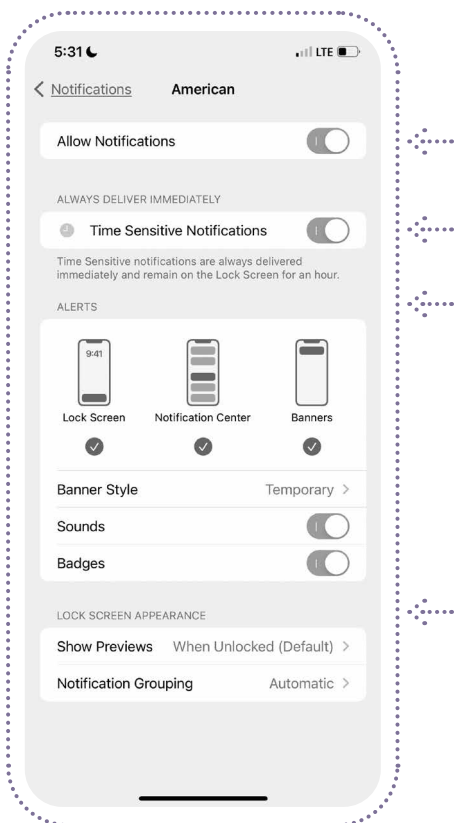 5:31 LTE
Notifications American
Allow Notifications
ALWAYS DELIVER IMMEDIATELY
Time Sensitive Notifications
Time Sensitive notifications are always delivered
immediately and remain on the Lock Screen for an hour.
ALERTS
9:41
Lock Screen Notification Center Banners
Banner Style Temporary
Sounds
Badges
LOCK SCREEN APPEARANCE
Show Previews When Unlocked (Default)
Notification Grouping Automatic